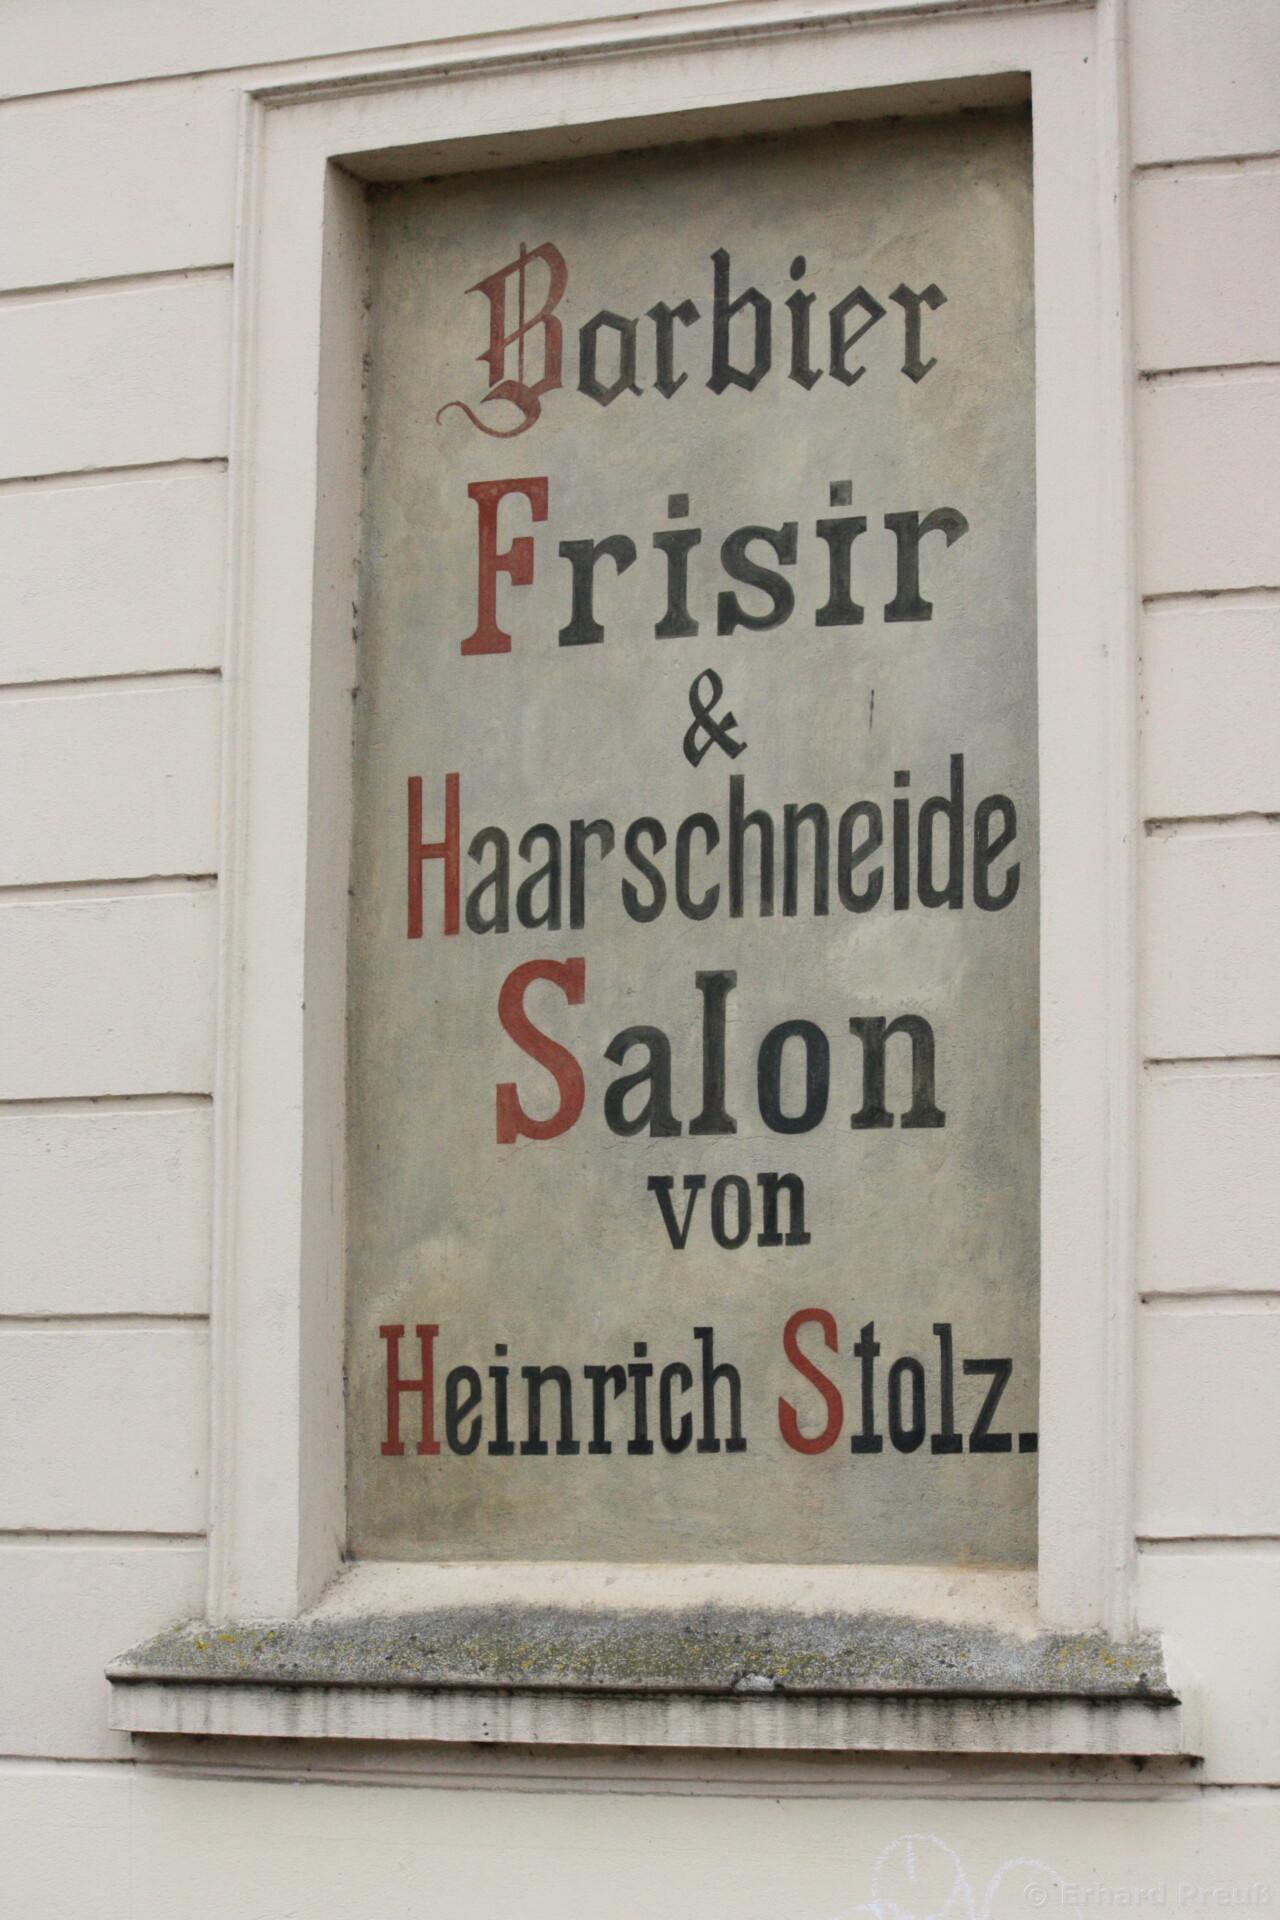 Barbier
Frisir
&
Haarschneide
Salon
von
Heinrich Stolz.
© Erhard Preuß